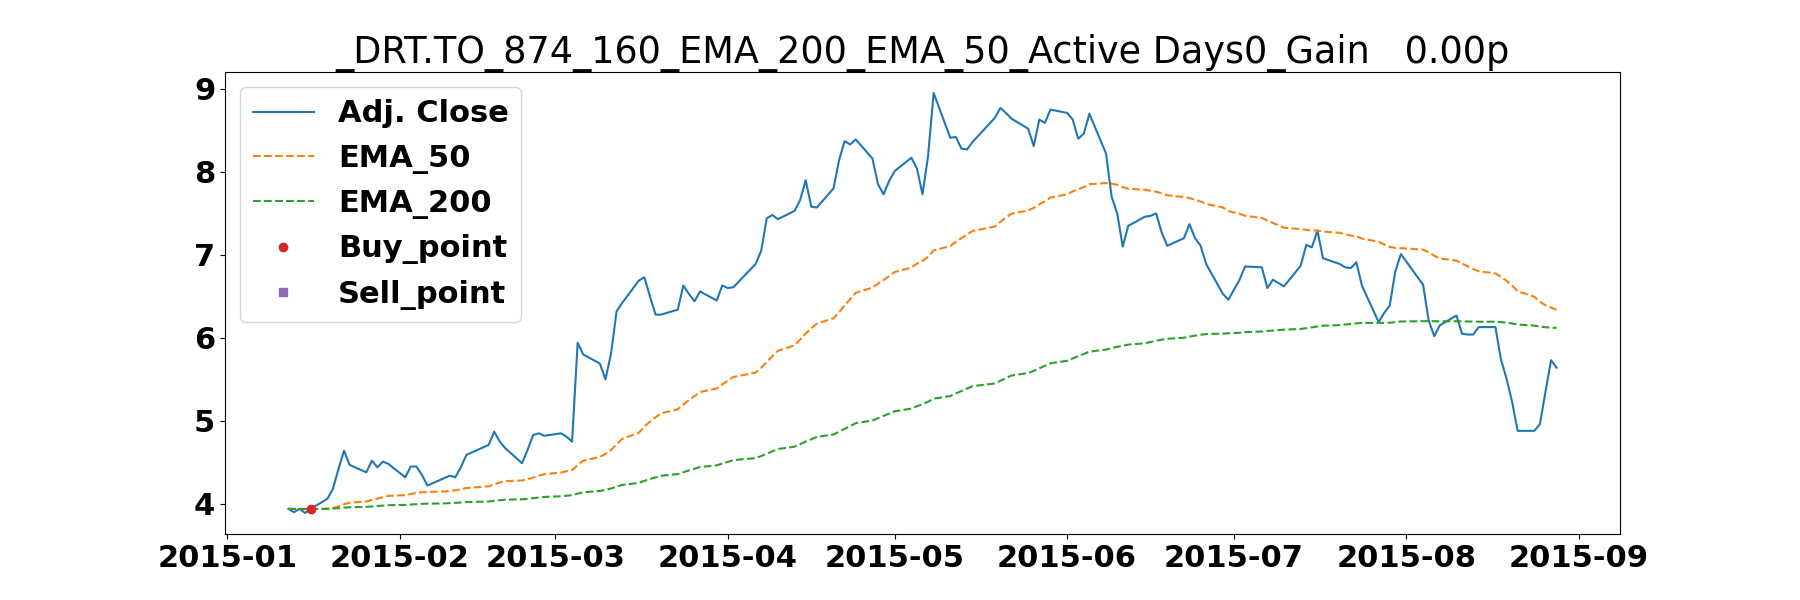 _DRT.TO_874_160_EMA_200_EMA_50_Active Days0_Gain   0.00p
9
8
7
6
5
4
Adj. Close
EMA_50
EMA_200
Buy_point
Sell_point
2015-01 2015-02 2015-03 2015-04 2015-05 2015-06 2015-07 2015-08 2015-09